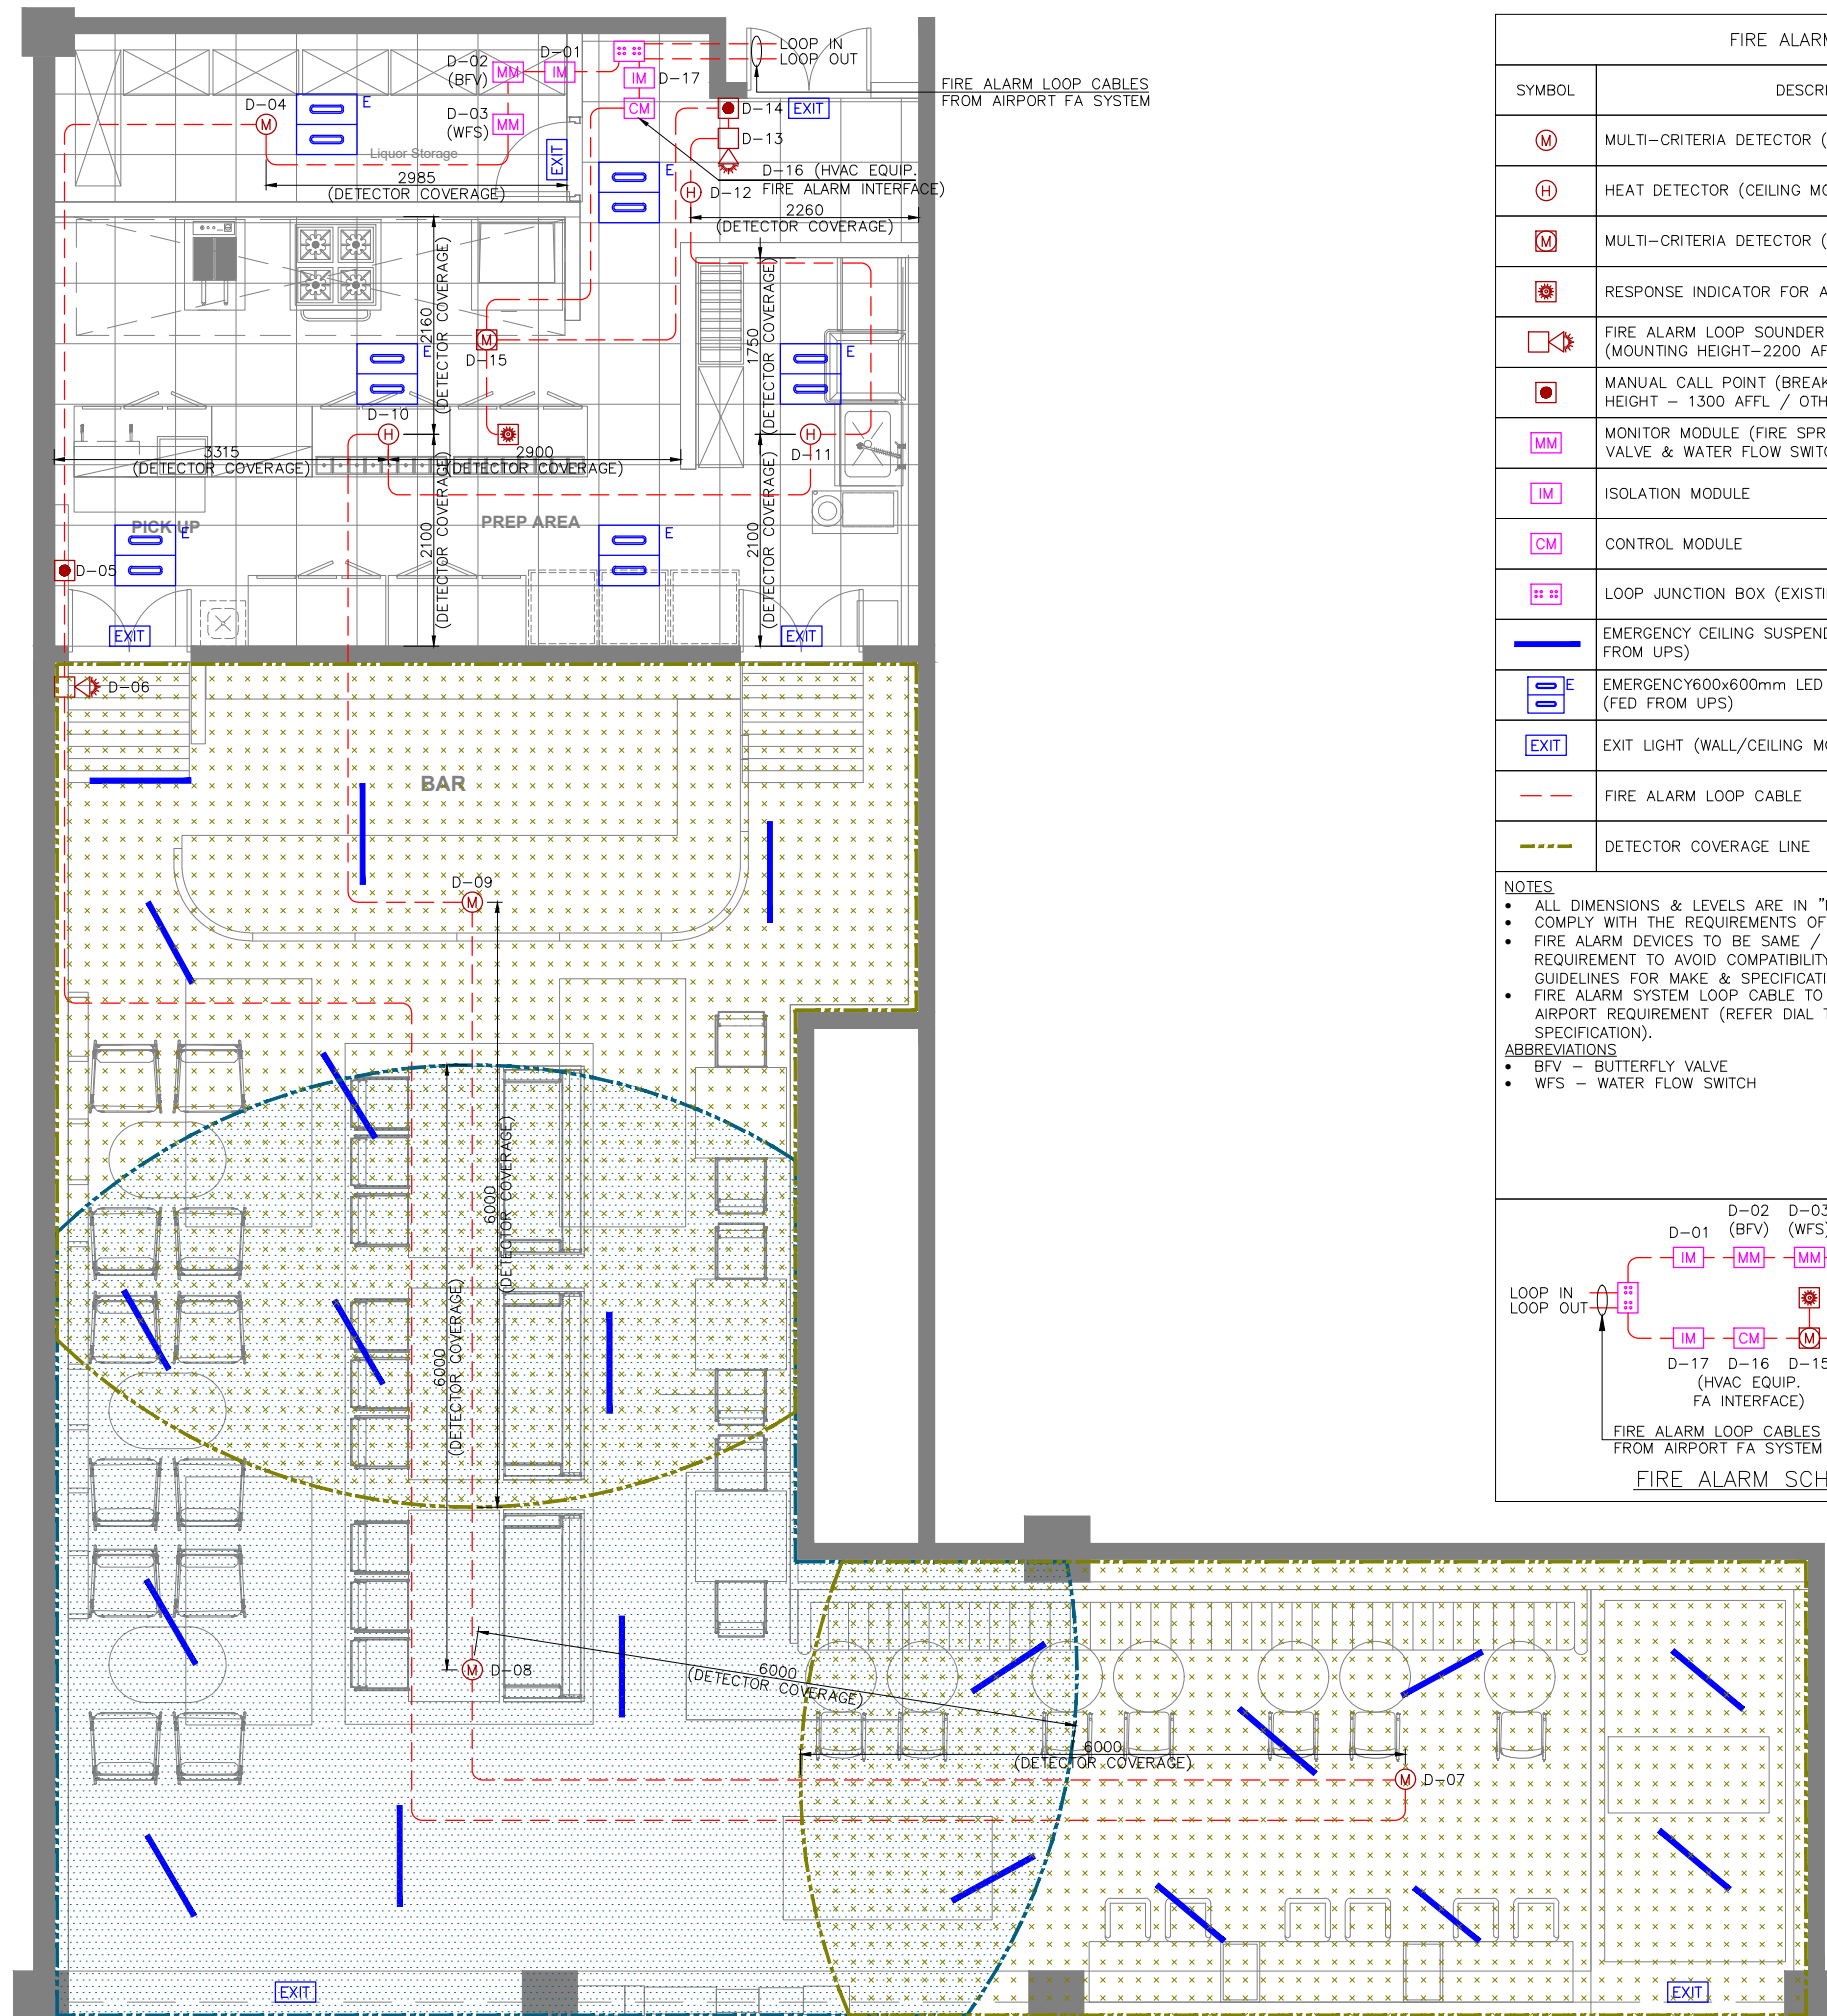 LOOP IN
LOOP OUT
FIRE ALARM LOOP CABLES
FROM AIRPORT FA SYSTEM
D-01
D-02
(BFV)
MM
IM
IM
D-17
D-04
E
D-03
(WFS)
MM
CM
D-14
EXIT
M
D-13
Liquor Storage
EXIT
E
D-16 (HVAC EQUIP.
FIRE ALARM INTERFACE)
2985
(DETECTOR COVERAGE)
H
D-12
2260
(DETECTOR COVERAGE)
2160
(DETECTOR COVERAGE)
1750
(DETECTOR COVERAGE)
M
D-15
E
E
D-10
H
H
D-11
3315
(DETECTOR COVERAGE)
2900
(DETECTOR COVERAGE)
PICK UP
PREP AREA
E
E
2100
(DETECTOR COVERAGE)
2100
(DETECTOR COVERAGE)
D-05
EXIT
EXIT
D-06
BAR
D-09
M
6000
(DETECTOR COVERAGE)
6000
(DETECTOR COVERAGE)
M
D-08
6000
(DETECTOR COVERAGE)
6000
(DETECTOR COVERAGE)
M
D-07
EXIT
EXIT
FIRE ALARM
SYMBOL
DESCRI
M
MULTI-CRITERIA DETECTOR (
H
HEAT DETECTOR (CEILING MO
M
MULTI-CRITERIA DETECTOR (
RESPONSE INDICATOR FOR A
FIRE ALARM LOOP SOUNDER
(MOUNTING HEIGHT-2200 AF
MANUAL CALL POINT (BREAK
HEIGHT - 1300 AFFL / OTH
MM
MONITOR MODULE (FIRE SPR
VALVE & WATER FLOW SWITC
IM
ISOLATION MODULE
CM
CONTROL MODULE
LOOP JUNCTION BOX (EXISTI
EMERGENCY CEILING SUSPEND
FROM UPS)
E
EMERGENCY600x600mm LED
(FED FROM UPS)
EXIT
EXIT LIGHT (WALL/CEILING MO
FIRE ALARM LOOP CABLE
DETECTOR COVERAGE LINE
NOTES
• ALL DIMENSIONS & LEVELS ARE IN "
• COMPLY WITH THE REQUIREMENTS OF
• FIRE ALARM DEVICES TO BE SAME /
REQUIREMENT TO AVOID COMPATIBILITY
GUIDELINES FOR MAKE & SPECIFICATI
• FIRE ALARM SYSTEM LOOP CABLE TO
AIRPORT REQUIREMENT (REFER DIAL T
SPECIFICATION).
ABBREVIATIONS
• BFV - BUTTERFLY VALVE
• WFS - WATER FLOW SWITCH
D-01
D-02
(BFV)
D-03
(WFS)
IM
MM
MM
LOOP IN
LOOP OUT
IM
CM
M
D-17
D-16
D-15
(HVAC EQUIP.
FA INTERFACE)
FIRE ALARM LOOP CABLES
FROM AIRPORT FA SYSTEM
FIRE ALARM SCH